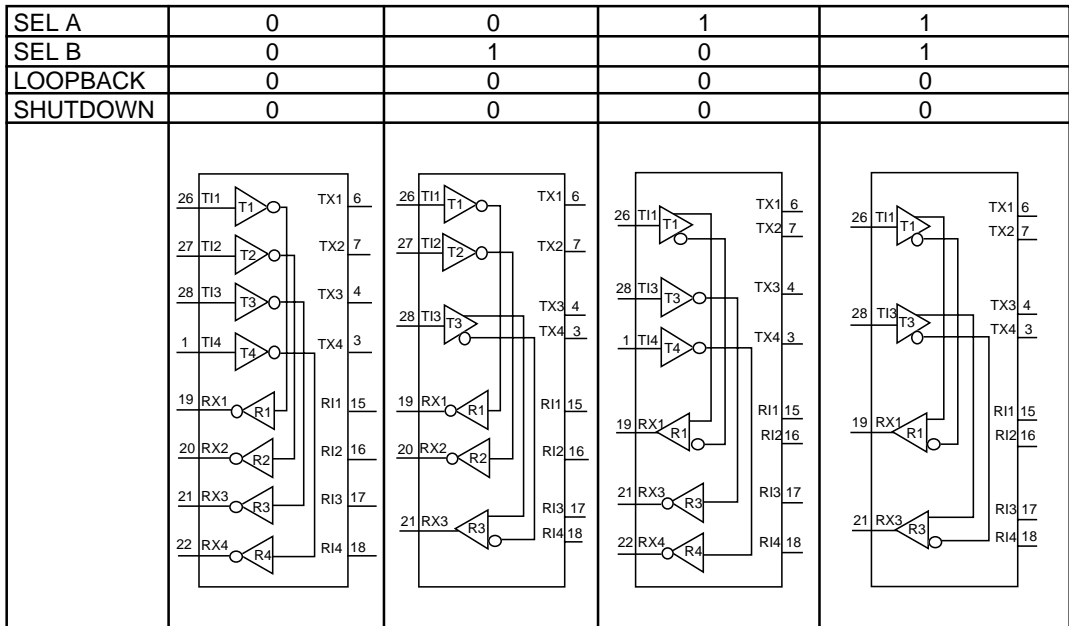 SEL A 0 0 1 1
SEL B 0 1 0 1
LOOPBACK 0 0 0 0
SHUTDOWN 0 0 0 0
26 TI1 T1 TX1 6
27 TI2 T2 TX2 7
28 TI3 T3 TX3 4
1 TI4 T4 TX4 3
19 RX1 R1 RI1 15
20 RX2 R2 RI2 16
21 RX3 R3 RI3 17
22 RX4 R4 RI4 18
26 TI1 T1 TX1 6
27 TI2 T2 TX2 7
28 TI3 T3 TX3 4
TX4 3
19 RX1 R1 RI1 15
20 RX2 R2 RI2 16
21 RX3 R3 RI3 17
RI4 18
26 TI1 T1 TX1 6
TX2 7
28 TI3 T3 TX3 4
1 TI4 T4 TX4 3
19 RX1 R1 RI1 15
RI2 16
21 RX3 R3 RI3 17
22 RX4 R4 RI4 18
26 TI1 T1 TX1 6
TX2 7
28 TI3 T3 TX3 4
TX4 3
19 RX1 R1 RI1 15
RI2 16
21 RX3 R3 RI3 17
RI4 18